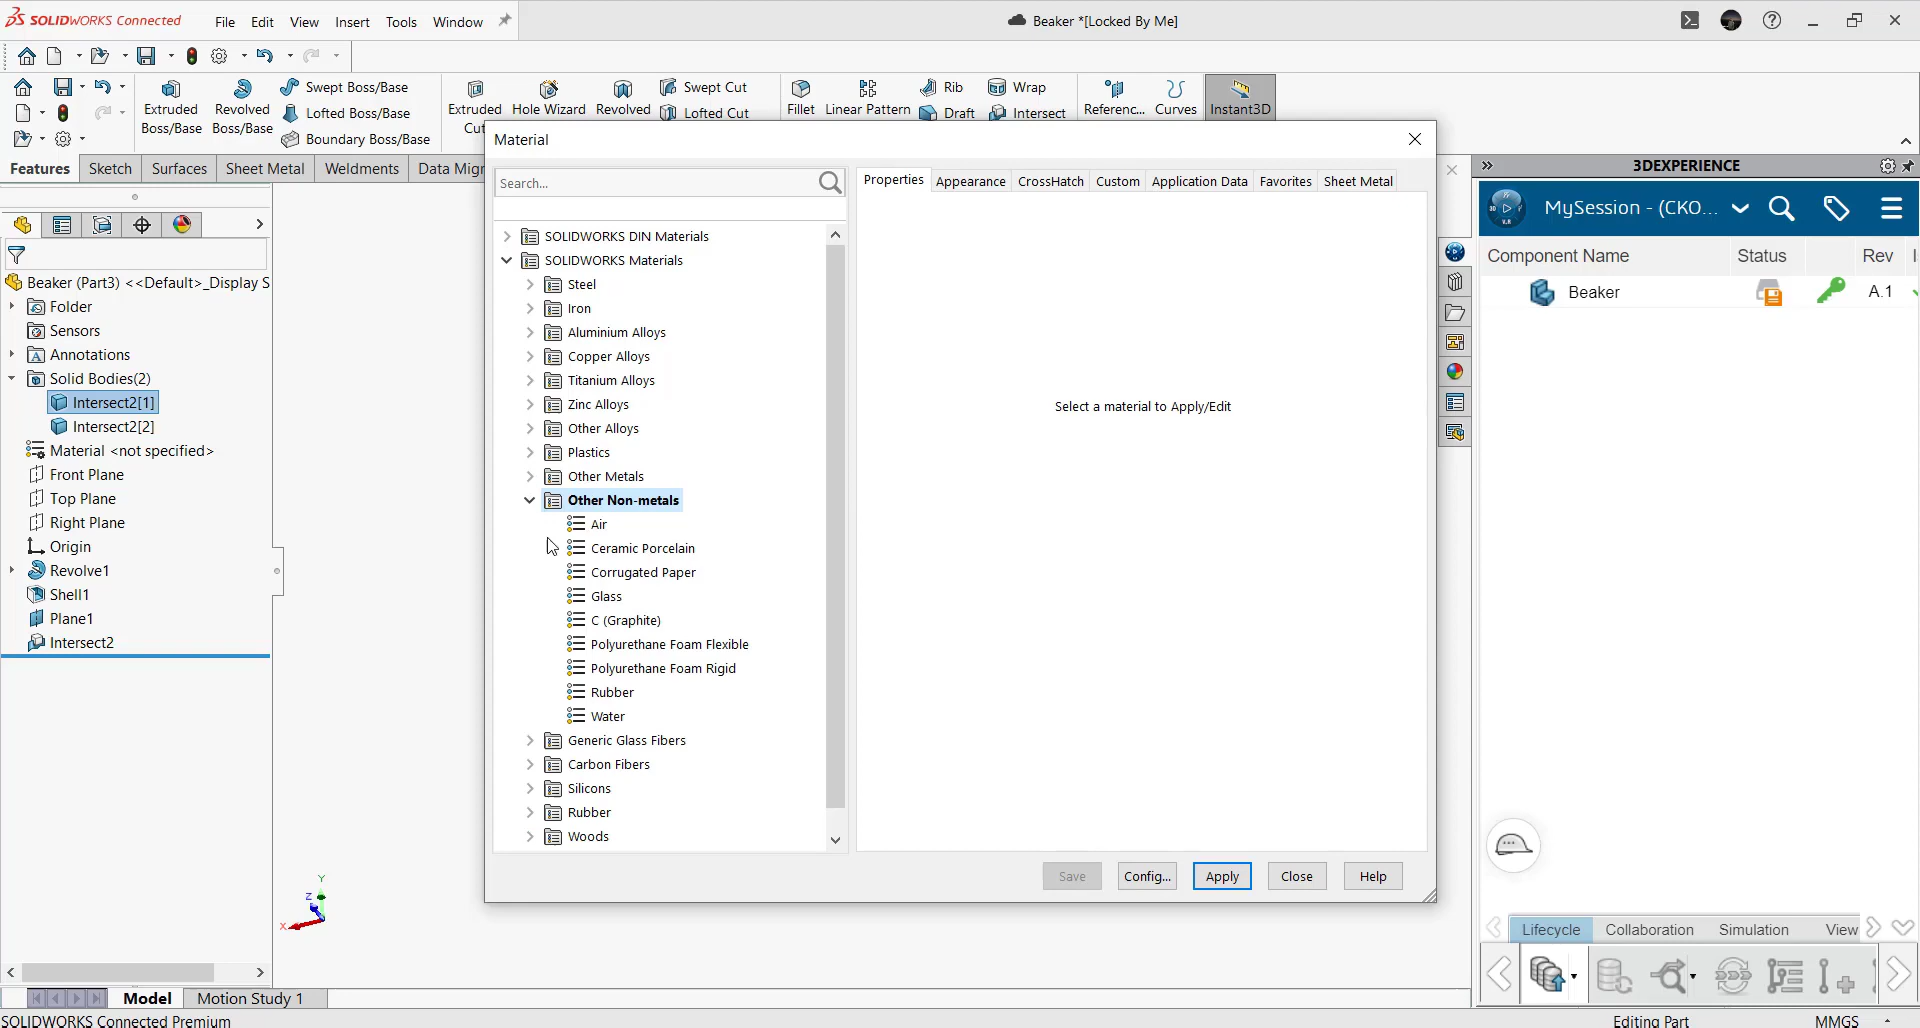 SOLIDWORKS Connected
File Edit View Insert Tools Window
Beaker *[Locked By Me]
Extruded Boss/Base
Revolved Boss/Base
Swept Boss/Base
Lofted Boss/Base
Boundary Boss/Base
Extruded Cut
Hole Wizard
Revolved
Swept Cut
Lofted Cut
Fillet
Linear Pattern
Rib
Draft
Wrap
Intersect
Referenc...
Curves
Instant3D
Features Sketch Surfaces Sheet Metal Weldments Data Migr
Beaker (Part3) <<Default>_Display S
Folder
Sensors
Annotations
Solid Bodies(2)
Intersect2[1]
Intersect2[2]
Material <not specified>
Front Plane
Top Plane
Right Plane
Origin
Revolve1
Shell1
Plane1
Intersect2
Material
Search...
SOLIDWORKS DIN Materials
SOLIDWORKS Materials
Steel
Iron
Aluminium Alloys
Copper Alloys
Titanium Alloys
Zinc Alloys
Other Alloys
Plastics
Other Metals
Other Non-metals
Air
Ceramic Porcelain
Corrugated Paper
Glass
C (Graphite)
Polyurethane Foam Flexible
Polyurethane Foam Rigid
Rubber
Water
Generic Glass Fibers
Carbon Fibers
Silicons
Rubber
Woods
Properties Appearance CrossHatch Custom Application Data Favorites Sheet Metal
Select a material to Apply/Edit
Save Config... Apply Close Help
3DEXPERIENCE
MySession - (CKO...
Component Name Status Rev I
Beaker A.1
Lifecycle Collaboration Simulation View
Y
Z
X
Model Motion Study 1
SOLIDWORKS Connected Premium
Editing Part MMGS